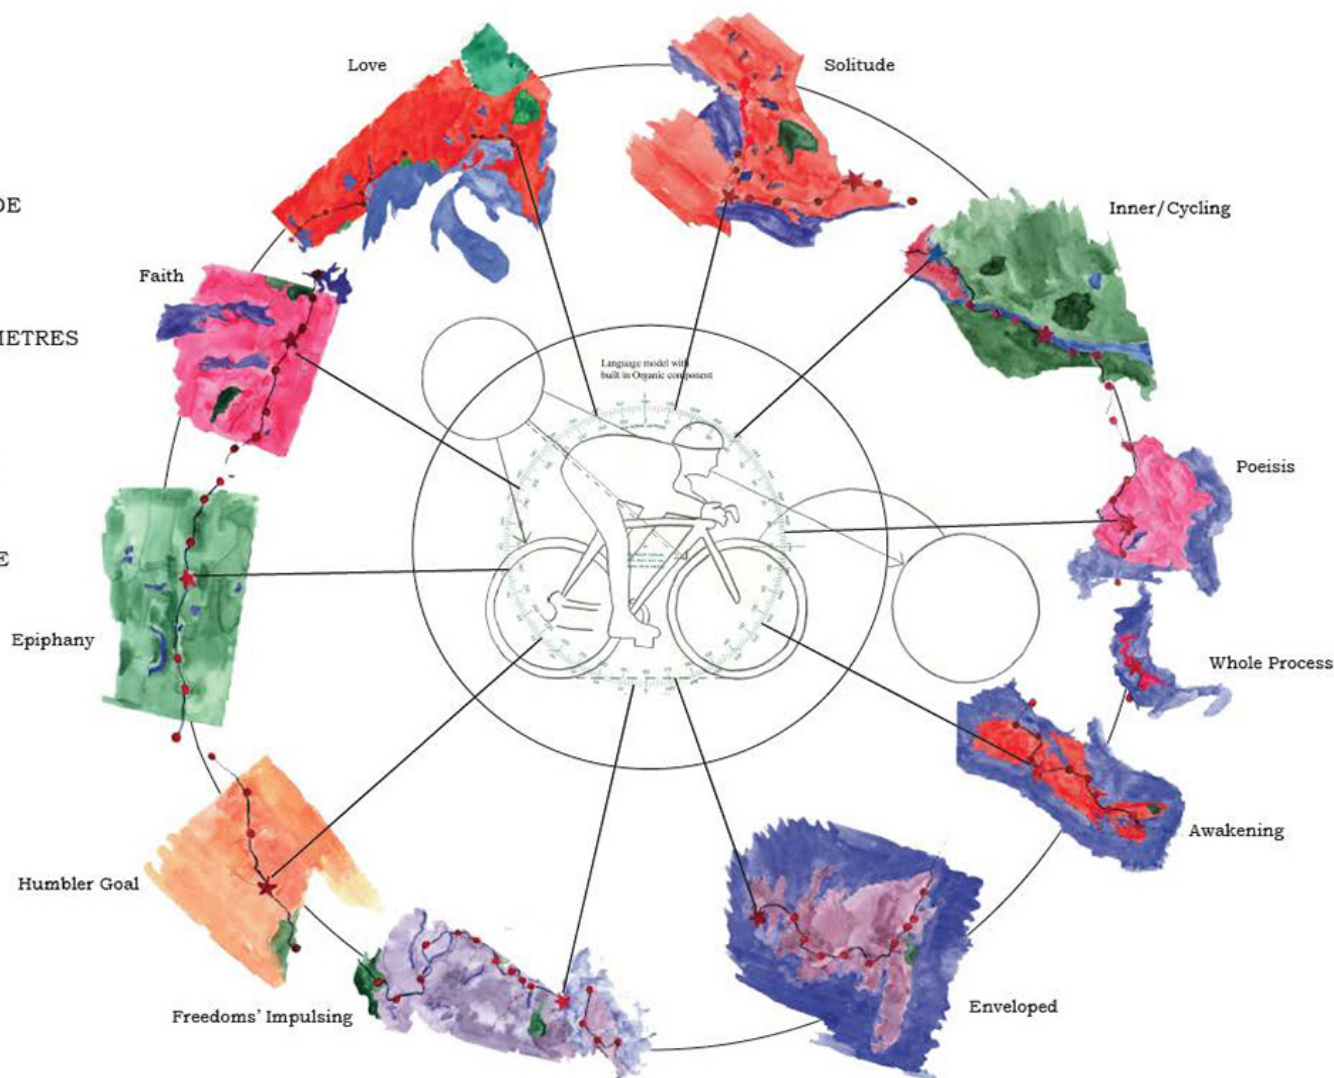 Love
Solitude
DE
Inner/Cycling
Faith
METRES
Language model with
built in Organic component
Poeisis
E
Epiphany
Whole Process
Awakening
Humbler Goal
Enveloped
Freedoms' Impulsing